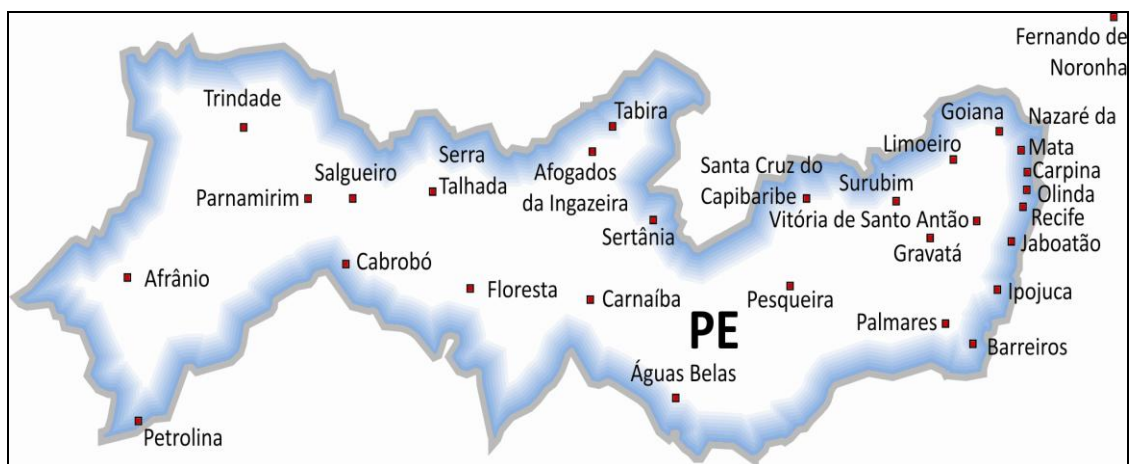 Fernando de
Noronha
Trindade
Tabira
Goiana
Nazaré da
Mata
Limoeiro
Serra
Talhada
Afogados
da Ingazeira
Santa Cruz do
Capibaribe
Carpina
Salgueiro
Surubim
Olinda
Parnamirim
Recife
Vitória de Santo Antão
Sertânia
Gravatá
Jaboatão
Cabrobó
Afrânio
Floresta
Carnaíba
Pesqueira
Ipojuca
PE
Palmares
Barreiros
Águas Belas
Petrolina